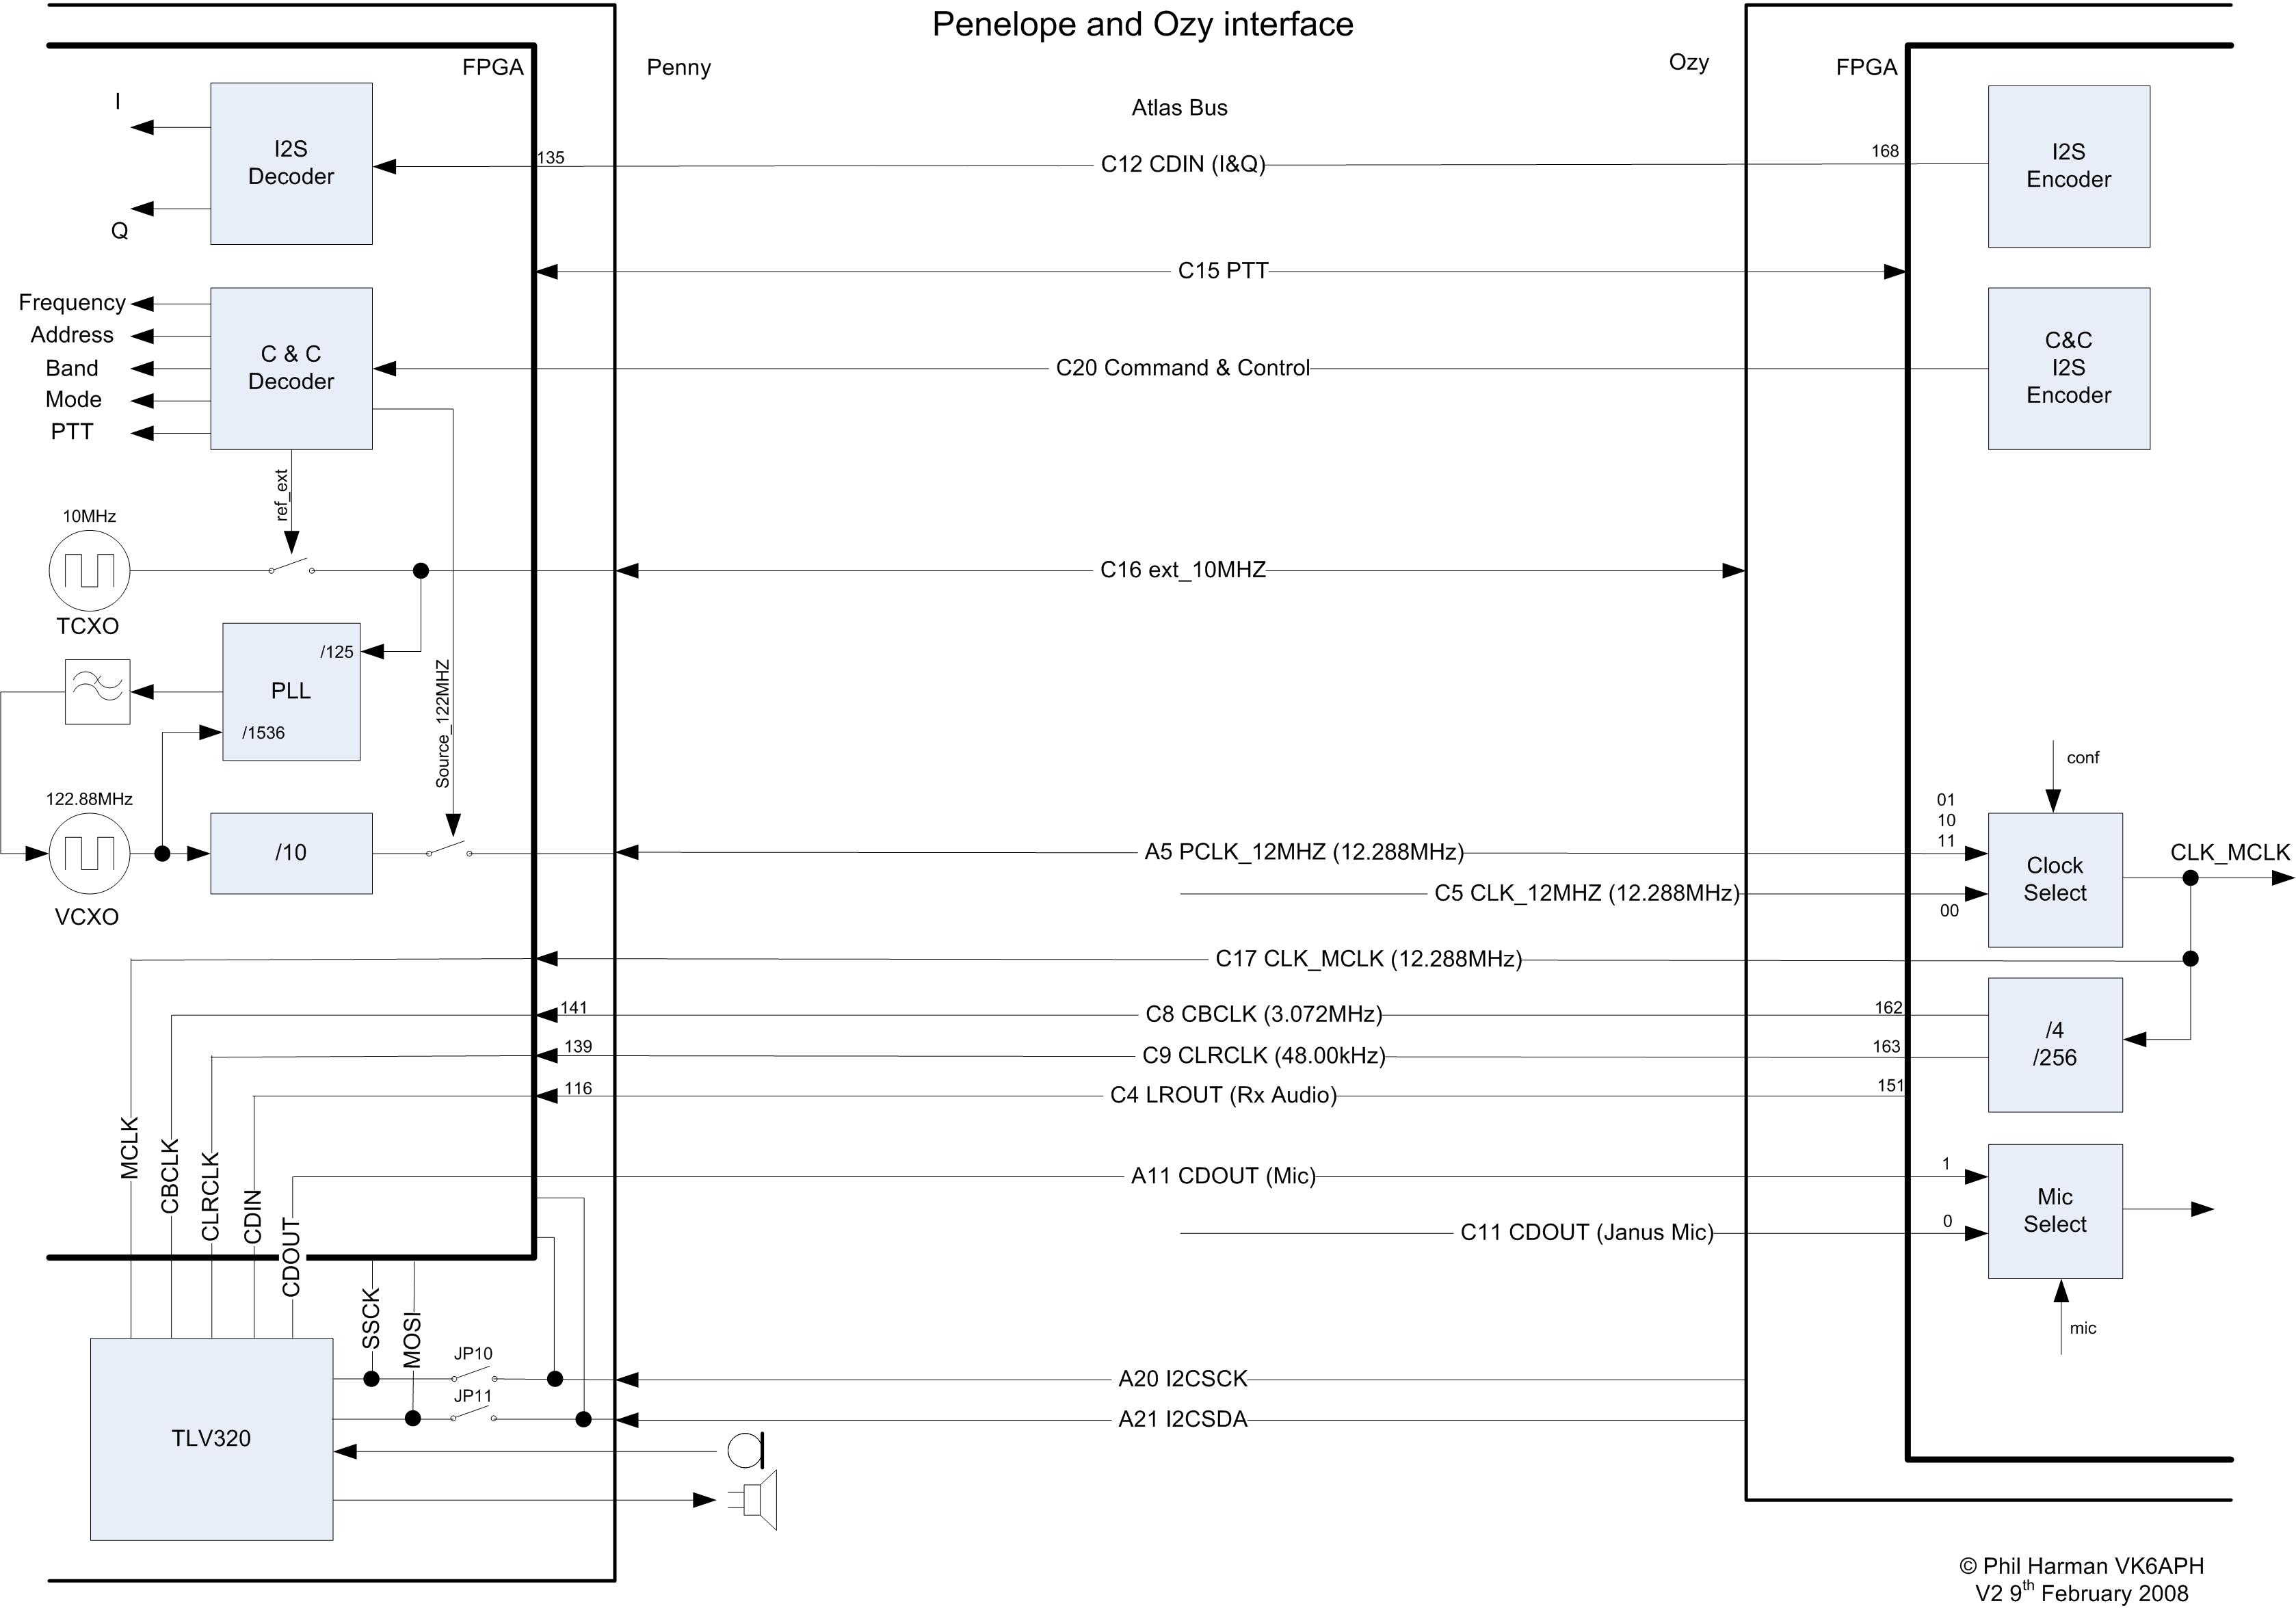 Penelope and Ozy interface
FPGA
Penny
Ozy
FPGA
Atlas Bus
I
Q
I2S
Decoder
135
C12 CDIN (I&Q)
168
I2S
Encoder
C15 PTT
Frequency
Address
Band
Mode
PTT
C & C
Decoder
C20 Command & Control
C&C
I2S
Encoder
ref_ext
10MHz
TCXO
C16 ext_10MHZ
/125
PLL
/1536
Source_122MHZ
122.88MHz
VCXO
/10
A5 PCLK_12MHZ (12.288MHz)
C5 CLK_12MHZ (12.288MHz)
conf
01
10
11
00
Clock
Select
CLK_MCLK
C17 CLK_MCLK (12.288MHz)
141
C8 CBCLK (3.072MHz)
162
139
C9 CLRCLK (48.00kHz)
163
/4
/256
116
C4 LROUT (Rx Audio)
151
MCLK
CBCLK
CLRCLK
CDIN
CDOUT
A11 CDOUT (Mic)
1
C11 CDOUT (Janus Mic)
0
Mic
Select
mic
SSCK
MOSI
JP10
JP11
A20 I2CSCK
A21 I2CSDA
TLV320
© Phil Harman VK6APH
V2 9th February 2008